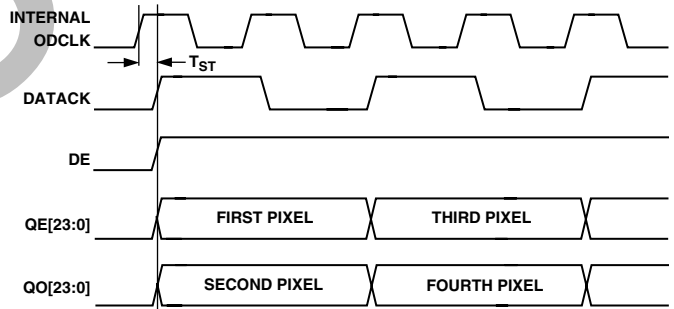 INTERNAL
ODCLK
TST
DATACK
DE
QE[23:0]
FIRST PIXEL
THIRD PIXEL
QO[23:0]
SECOND PIXEL
FOURTH PIXEL